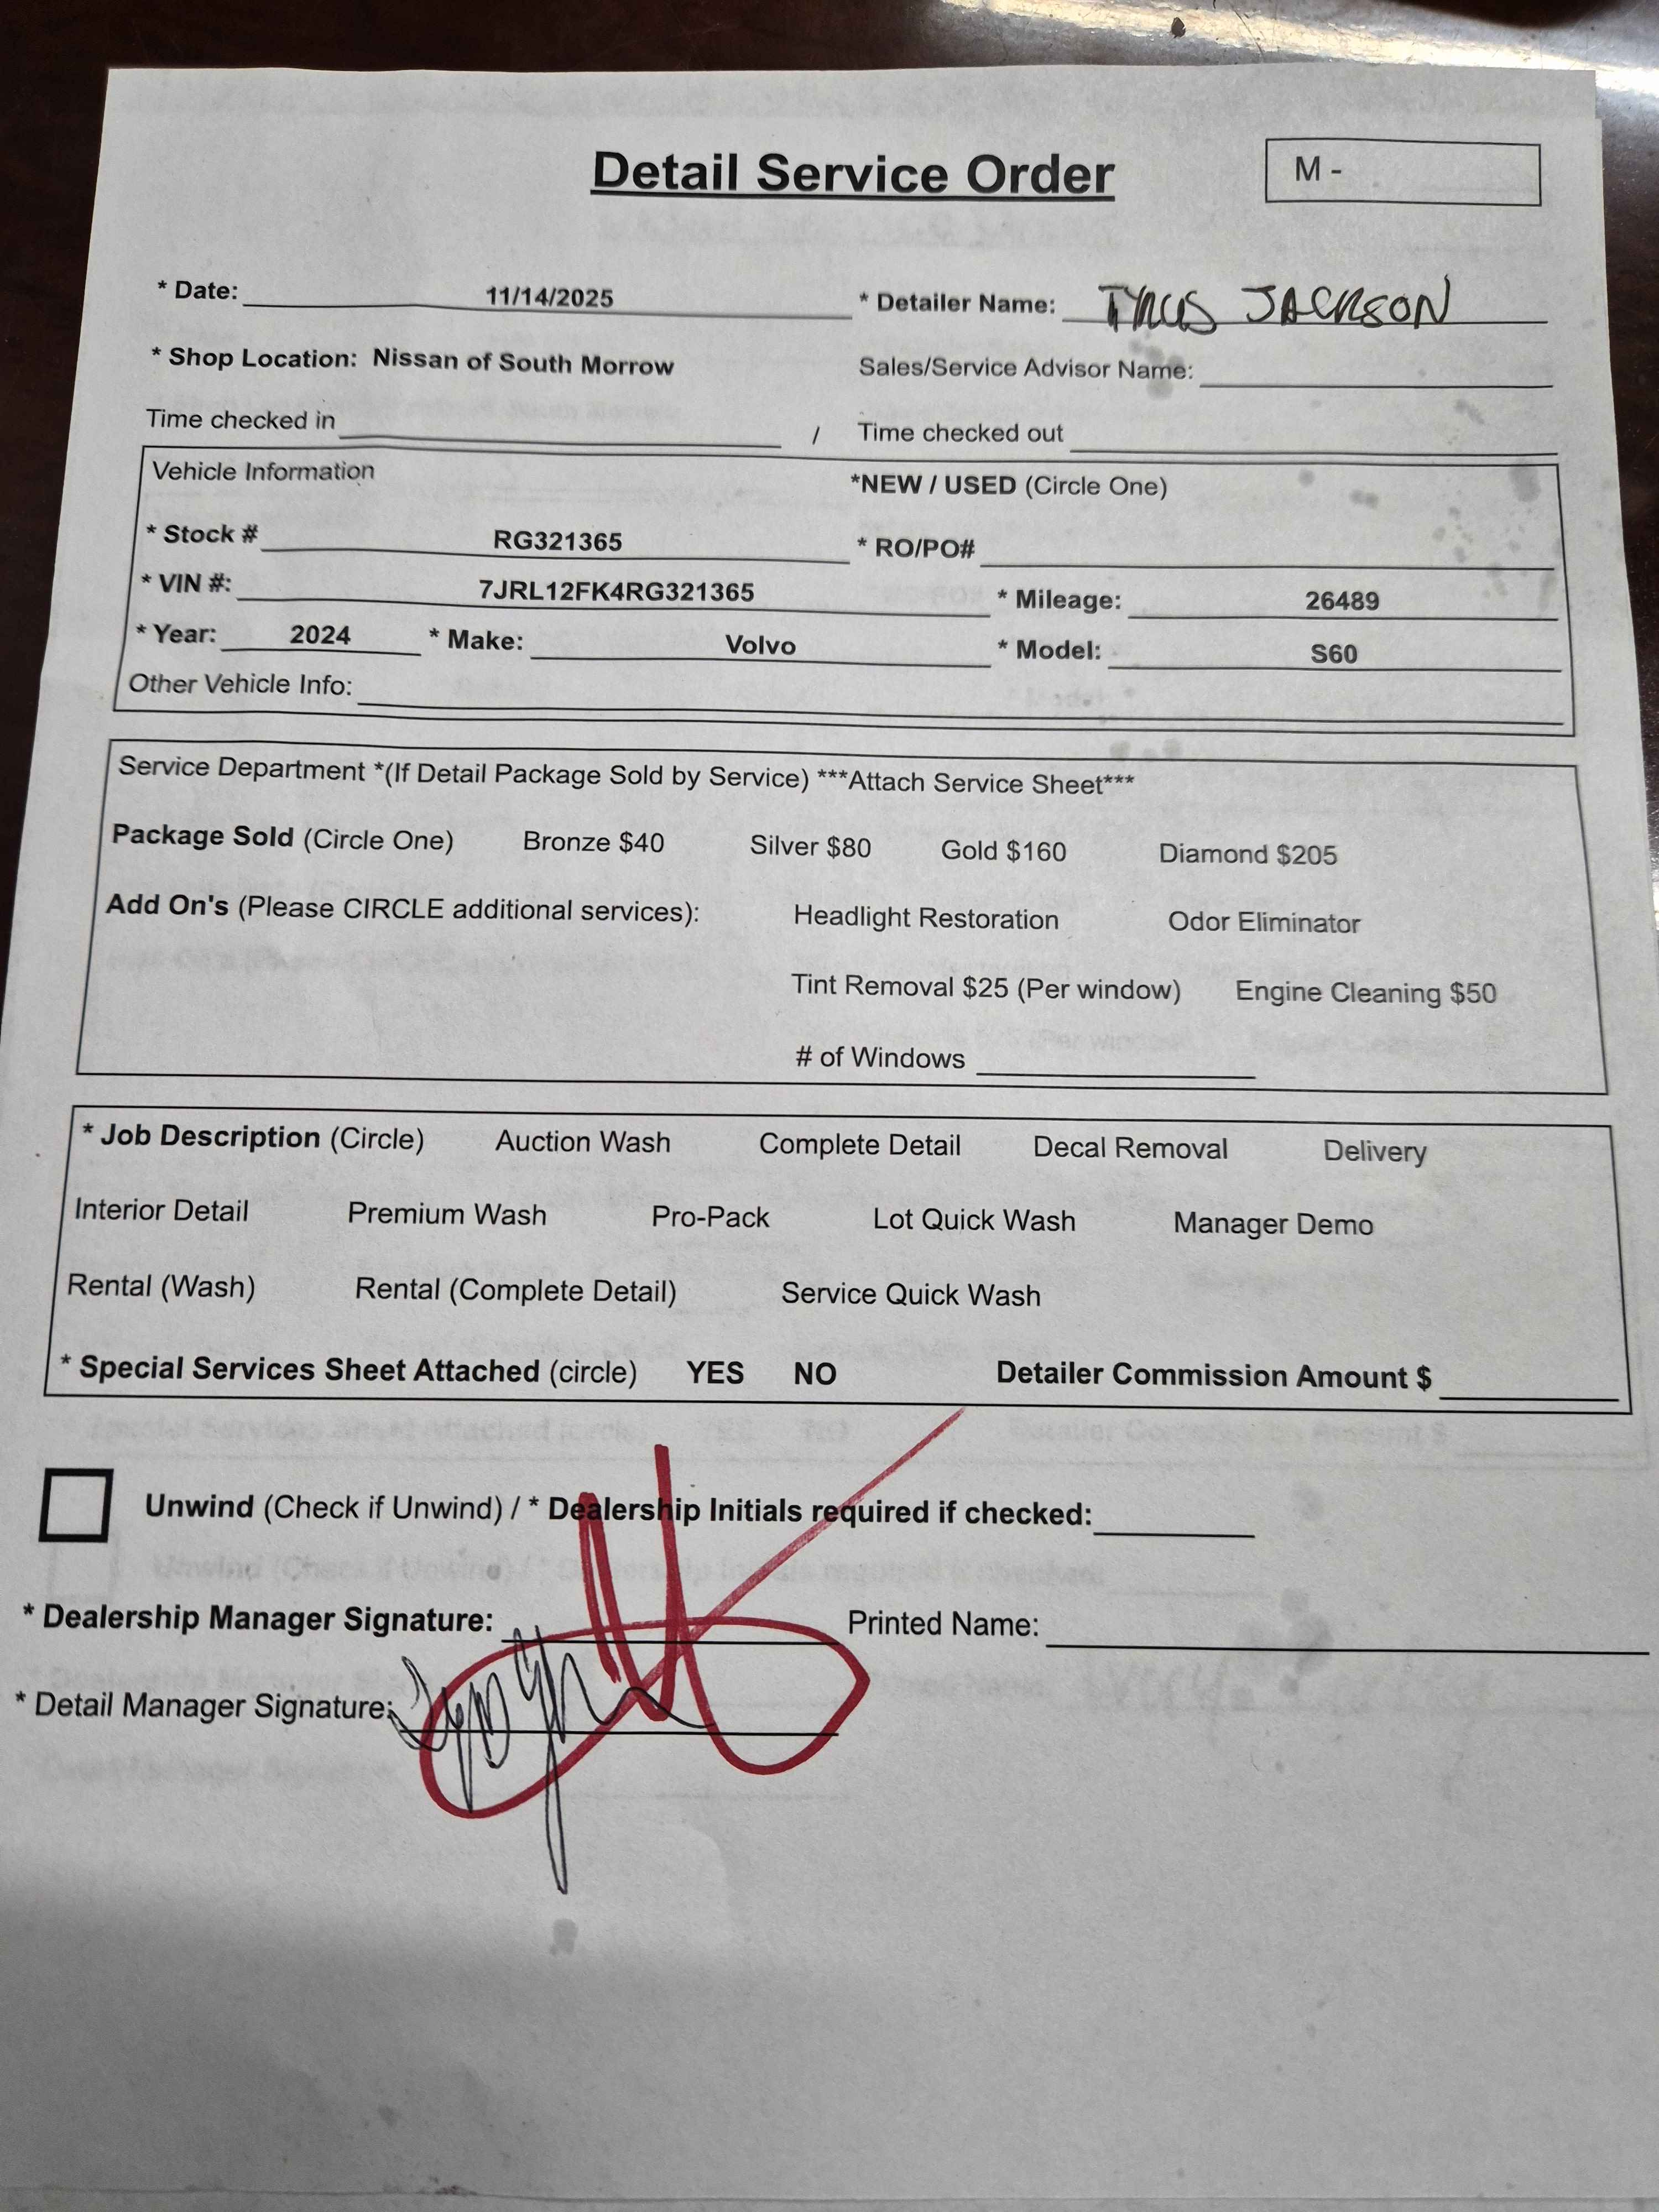 Detail Service Order
M -
* Date: 11/14/2025 * Detailer Name: TYRUS JACKSON
* Shop Location: Nissan of South Morrow Sales/Service Advisor Name:
Time checked in / Time checked out
Vehicle Information *NEW / USED (Circle One)
* Stock # RG321365 * RO/PO#
* VIN #: 7JRL12FK4RG321365 * Mileage: 26489
* Year: 2024 * Make: Volvo * Model: S60
Other Vehicle Info:
Service Department *(If Detail Package Sold by Service) ***Attach Service Sheet***
Package Sold (Circle One) Bronze $40 Silver $80 Gold $160 Diamond $205
Add On's (Please CIRCLE additional services): Headlight Restoration Odor Eliminator
Tint Removal $25 (Per window) Engine Cleaning $50
# of Windows
* Job Description (Circle) Auction Wash Complete Detail Decal Removal Delivery
Interior Detail Premium Wash Pro-Pack Lot Quick Wash Manager Demo
Rental (Wash) Rental (Complete Detail) Service Quick Wash
* Special Services Sheet Attached (circle) YES NO Detailer Commission Amount $
Unwind (Check if Unwind) / * Dealership Initials required if checked:
* Dealership Manager Signature: Printed Name:
* Detail Manager Signature: